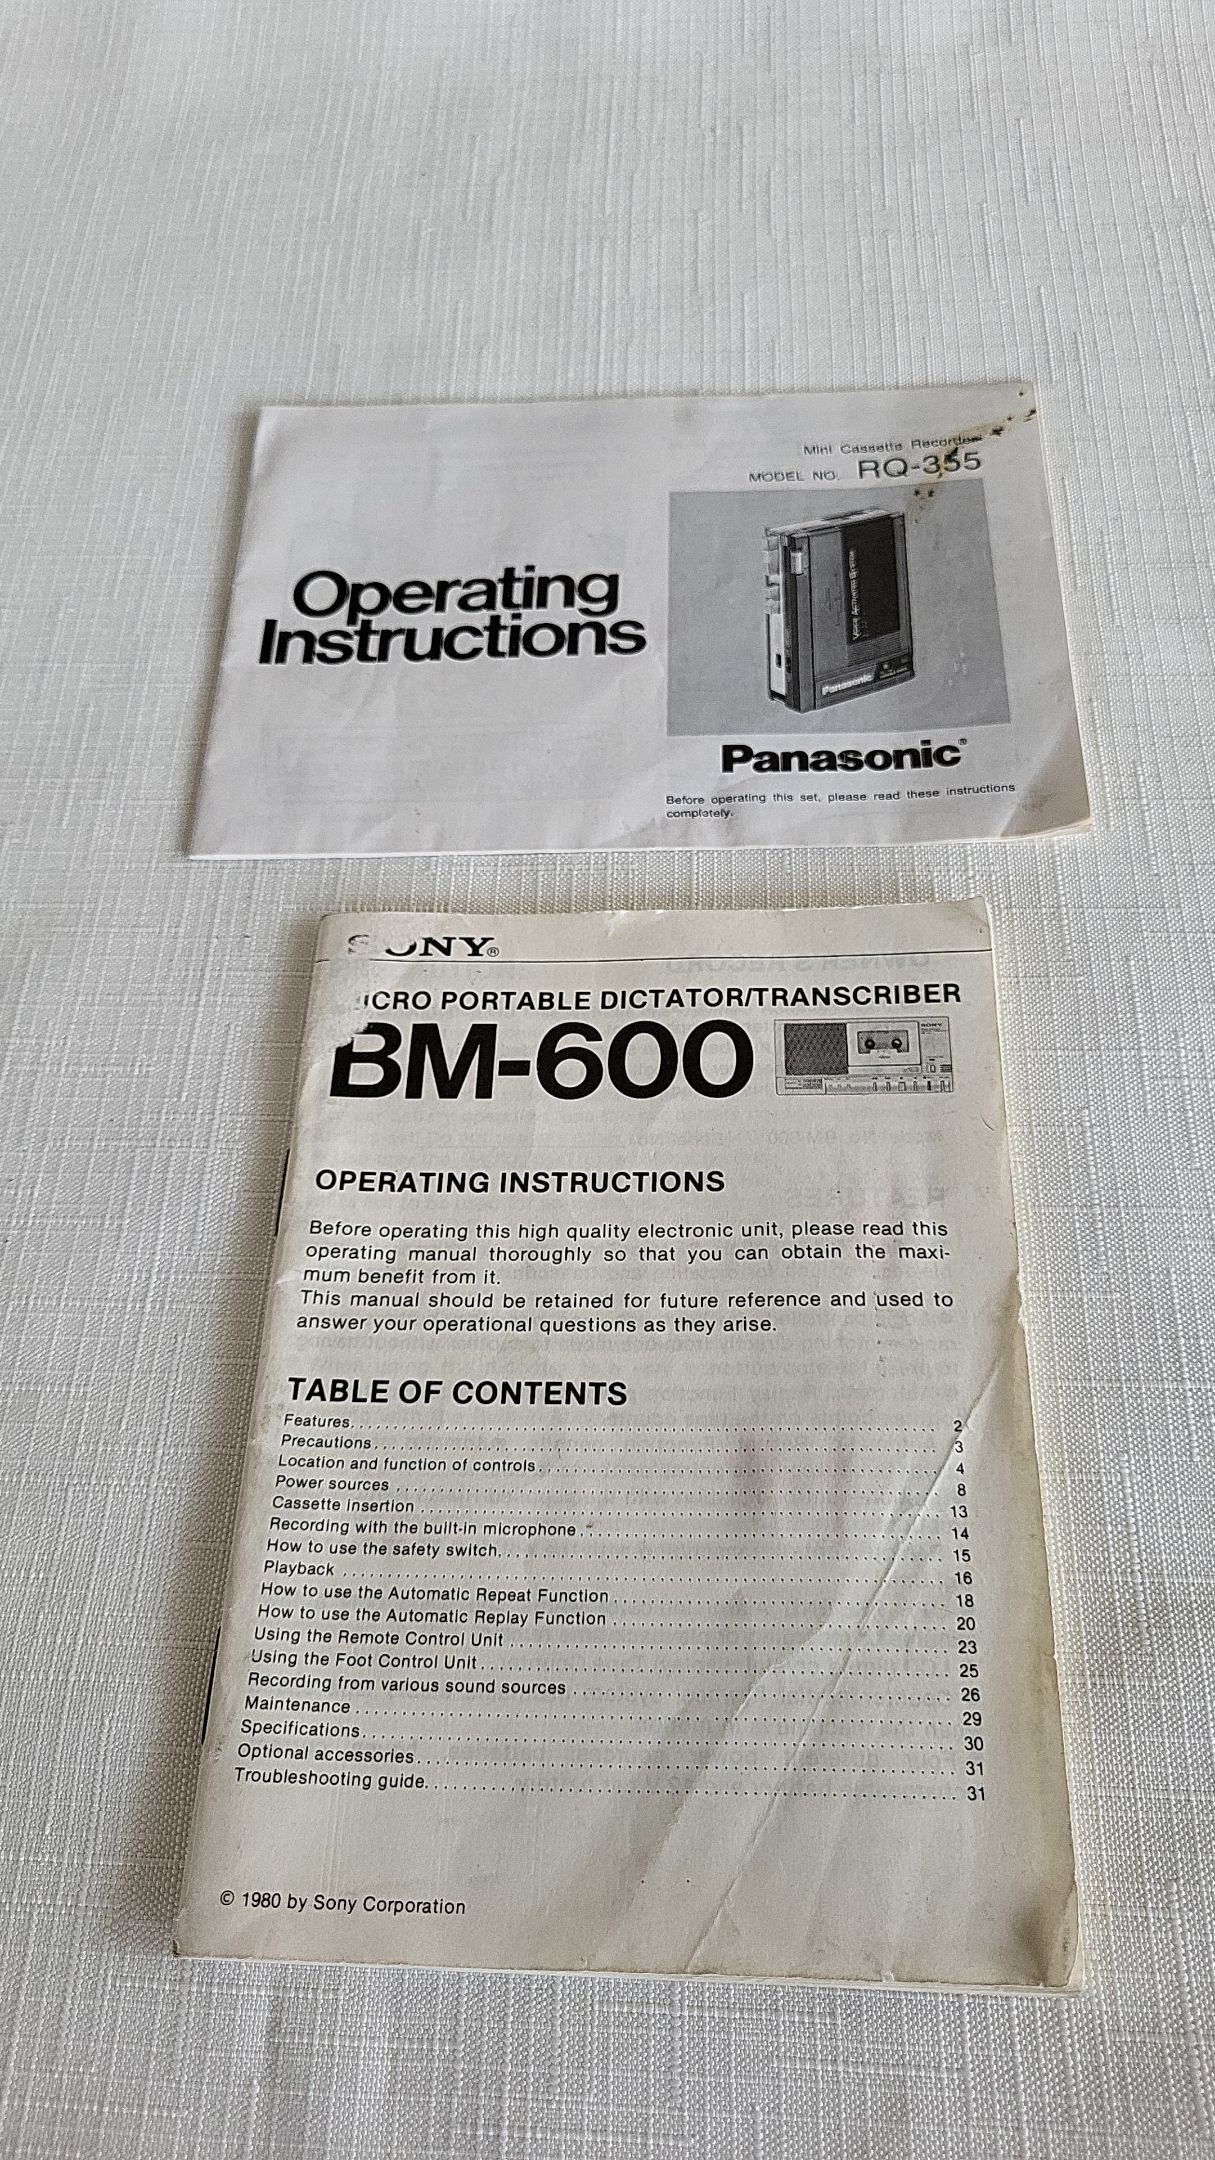 Mini Cassette Recorder
MODEL NO. RQ-355
Operating
Instructions
VOICE ACTIVATED SYSTEM
Panasonic
Panasonic®
Before operating this set, please read these instructions
completely.
SONY®
MICRO PORTABLE DICTATOR/TRANSCRIBER
BM-600
SONY
OPERATING INSTRUCTIONS
Before operating this high quality electronic unit, please read this
operating manual thoroughly so that you can obtain the maxi-
mum benefit from it.
This manual should be retained for future reference and used to
answer your operational questions as they arise.
TABLE OF CONTENTS
Features 2
Precautions 3
Location and function of controls 4
Power sources 8
Cassette insertion 13
Recording with the built-in microphone 14
How to use the safety switch 15
Playback 16
How to use the Automatic Repeat Function 18
How to use the Automatic Replay Function 20
Using the Remote Control Unit 23
Using the Foot Control Unit 25
Recording from various sound sources 26
Maintenance 29
Specifications 30
Optional accessories 31
Troubleshooting guide 31
© 1980 by Sony Corporation